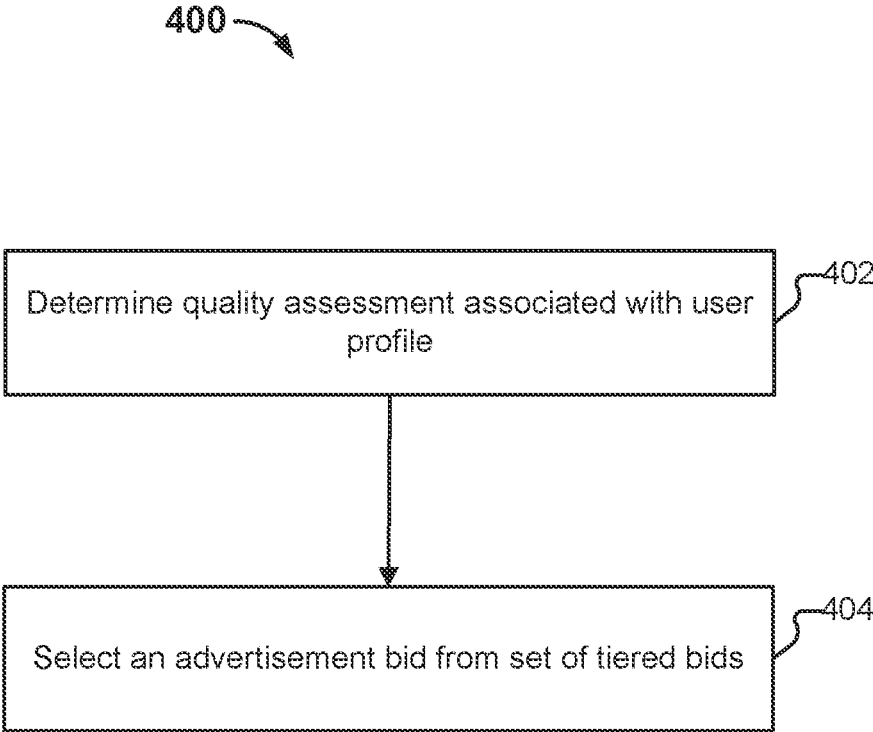 400
Determine quality assessment associated with user
profile
402
Select an advertisement bid from set of tiered bids
404